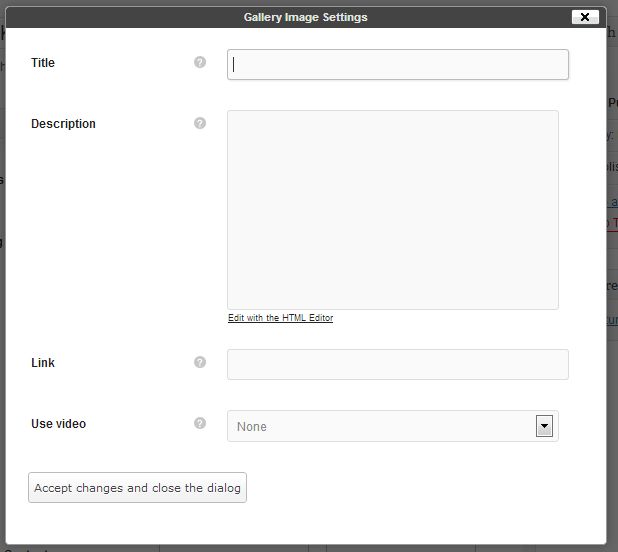 Gallery Image Settings
Title
Description
Edit with the HTML Editor
Link
Use video
None
Accept changes and close the dialog